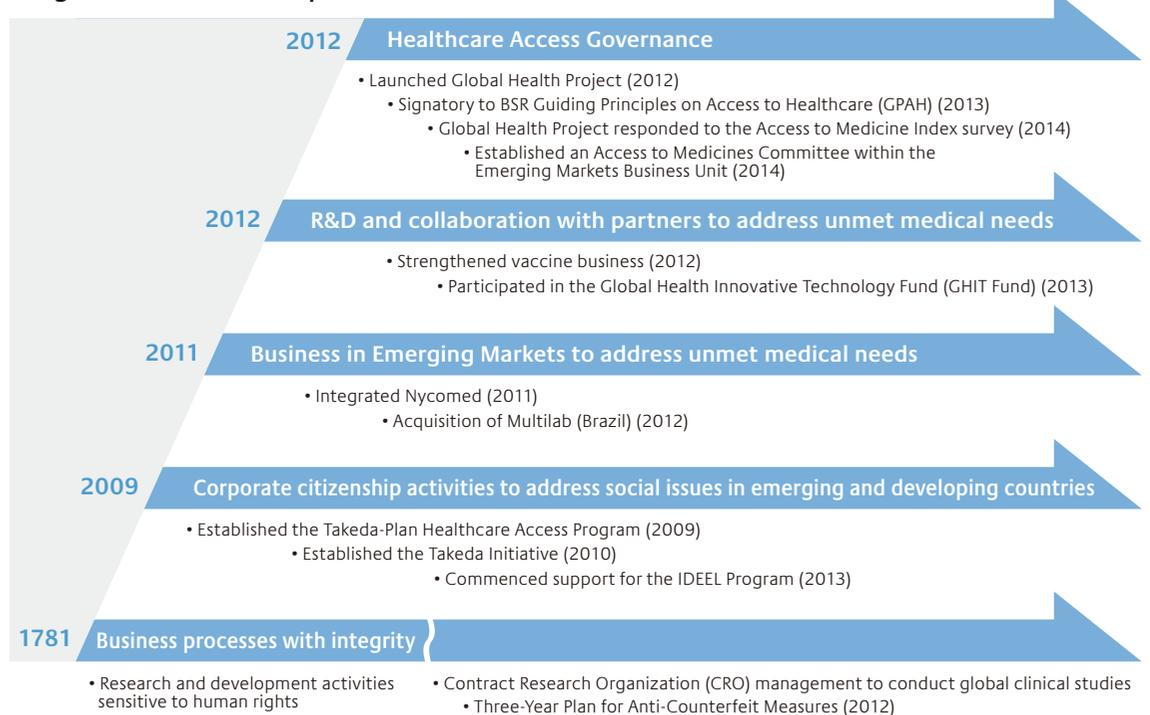 2012 Healthcare Access Governance
• Launched Global Health Project (2012)
• Signatory to BSR Guiding Principles on Access to Healthcare (GPAH) (2013)
• Global Health Project responded to the Access to Medicine Index survey (2014)
• Established an Access to Medicines Committee within the
Emerging Markets Business Unit (2014)
2012 R&D and collaboration with partners to address unmet medical needs
• Strengthened vaccine business (2012)
• Participated in the Global Health Innovative Technology Fund (GHIT Fund) (2013)
2011 Business in Emerging Markets to address unmet medical needs
• Integrated Nycomed (2011)
• Acquisition of Multilab (Brazil) (2012)
2009 Corporate citizenship activities to address social issues in emerging and developing countries
• Established the Takeda-Plan Healthcare Access Program (2009)
• Established the Takeda Initiative (2010)
• Commenced support for the IDEEL Program (2013)
1781 Business processes with integrity
• Research and development activities
sensitive to human rights
• Contract Research Organization (CRO) management to conduct global clinical studies
• Three-Year Plan for Anti-Counterfeit Measures (2012)